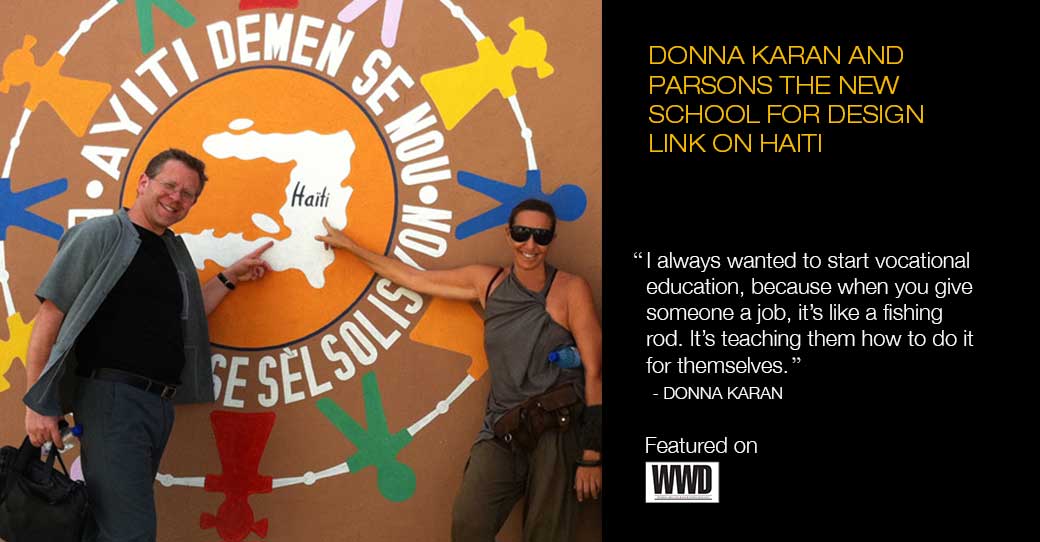 • AYITI DEMEN SE NOU •
SE SÈL SOLISYON
Haïti
DONNA KARAN AND
PARSONS THE NEW
SCHOOL FOR DESIGN
LINK ON HAITI
“ I always wanted to start vocational
education, because when you give
someone a job, it’s like a fishing
rod. It’s teaching them how to do it
for themselves. ”
- DONNA KARAN
Featured on
WWD